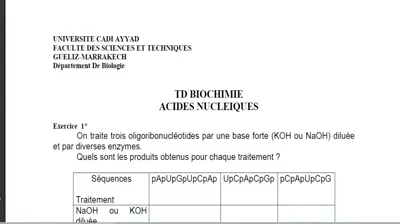 UNIVERSITE CADI AYYAD
FACULTE DES SCIENCES ET TECHNIQUES
GUELIZ-MARRAKECH
Département De Biologie
TD BIOCHIMIE
ACIDES NUCLEIQUES
Exercice 1°
On traite trois oligoribonucléotides par une base forte (KOH ou NaOH) diluée
et par diverses enzymes.
Quels sont les produits obtenus pour chaque traitement ?
Séquences pApUpGpUpCpAp UpCpApCpGp pCpApUpCpG
Traitement
NaOH ou KOH
diluée